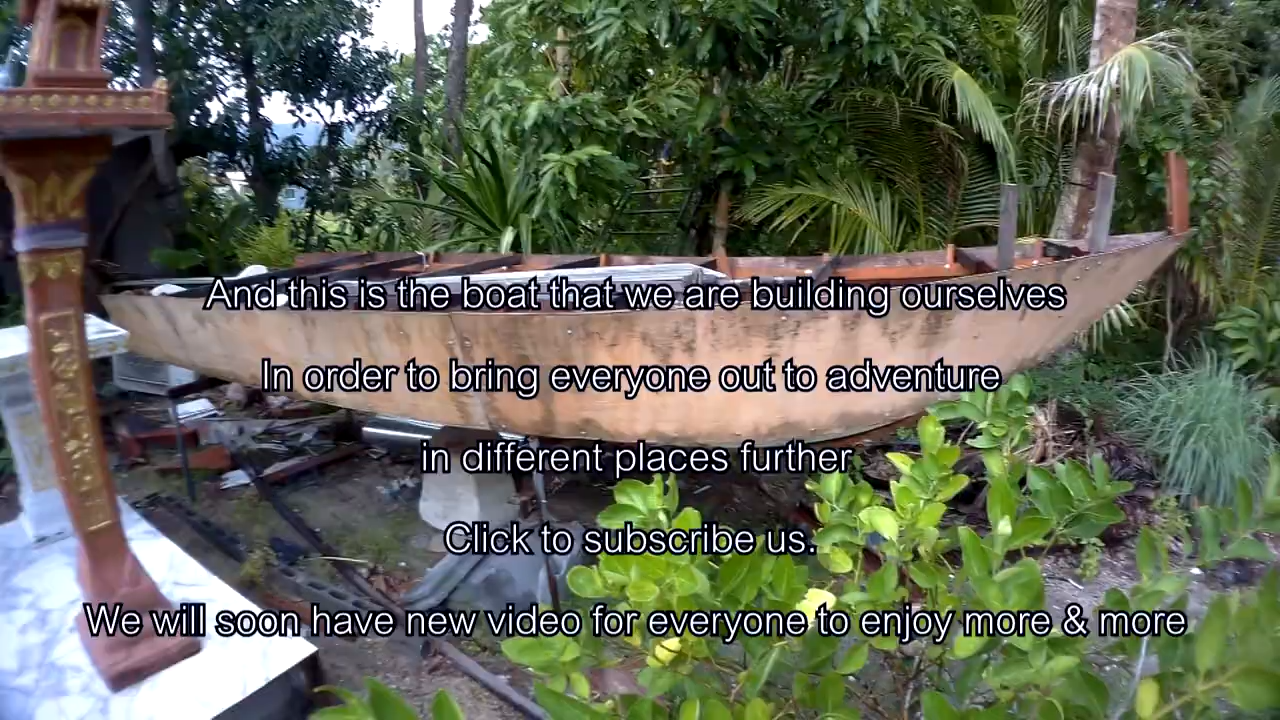 And this is the boat that we are building ourselves
In order to bring everyone out to adventure
in different places further
Click to subscribe us.
We will soon have new video for everyone to enjoy more & more